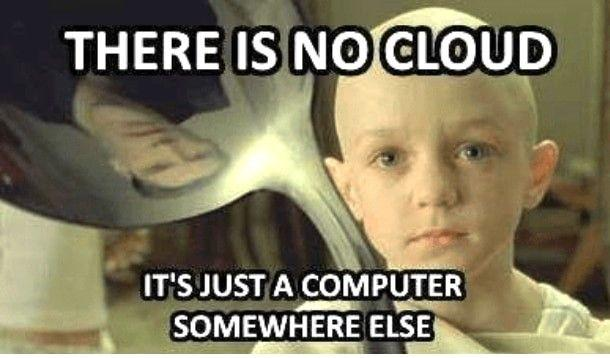 THERE IS NO CLOUD
IT'S JUST A COMPUTER
SOMEWHERE ELSE